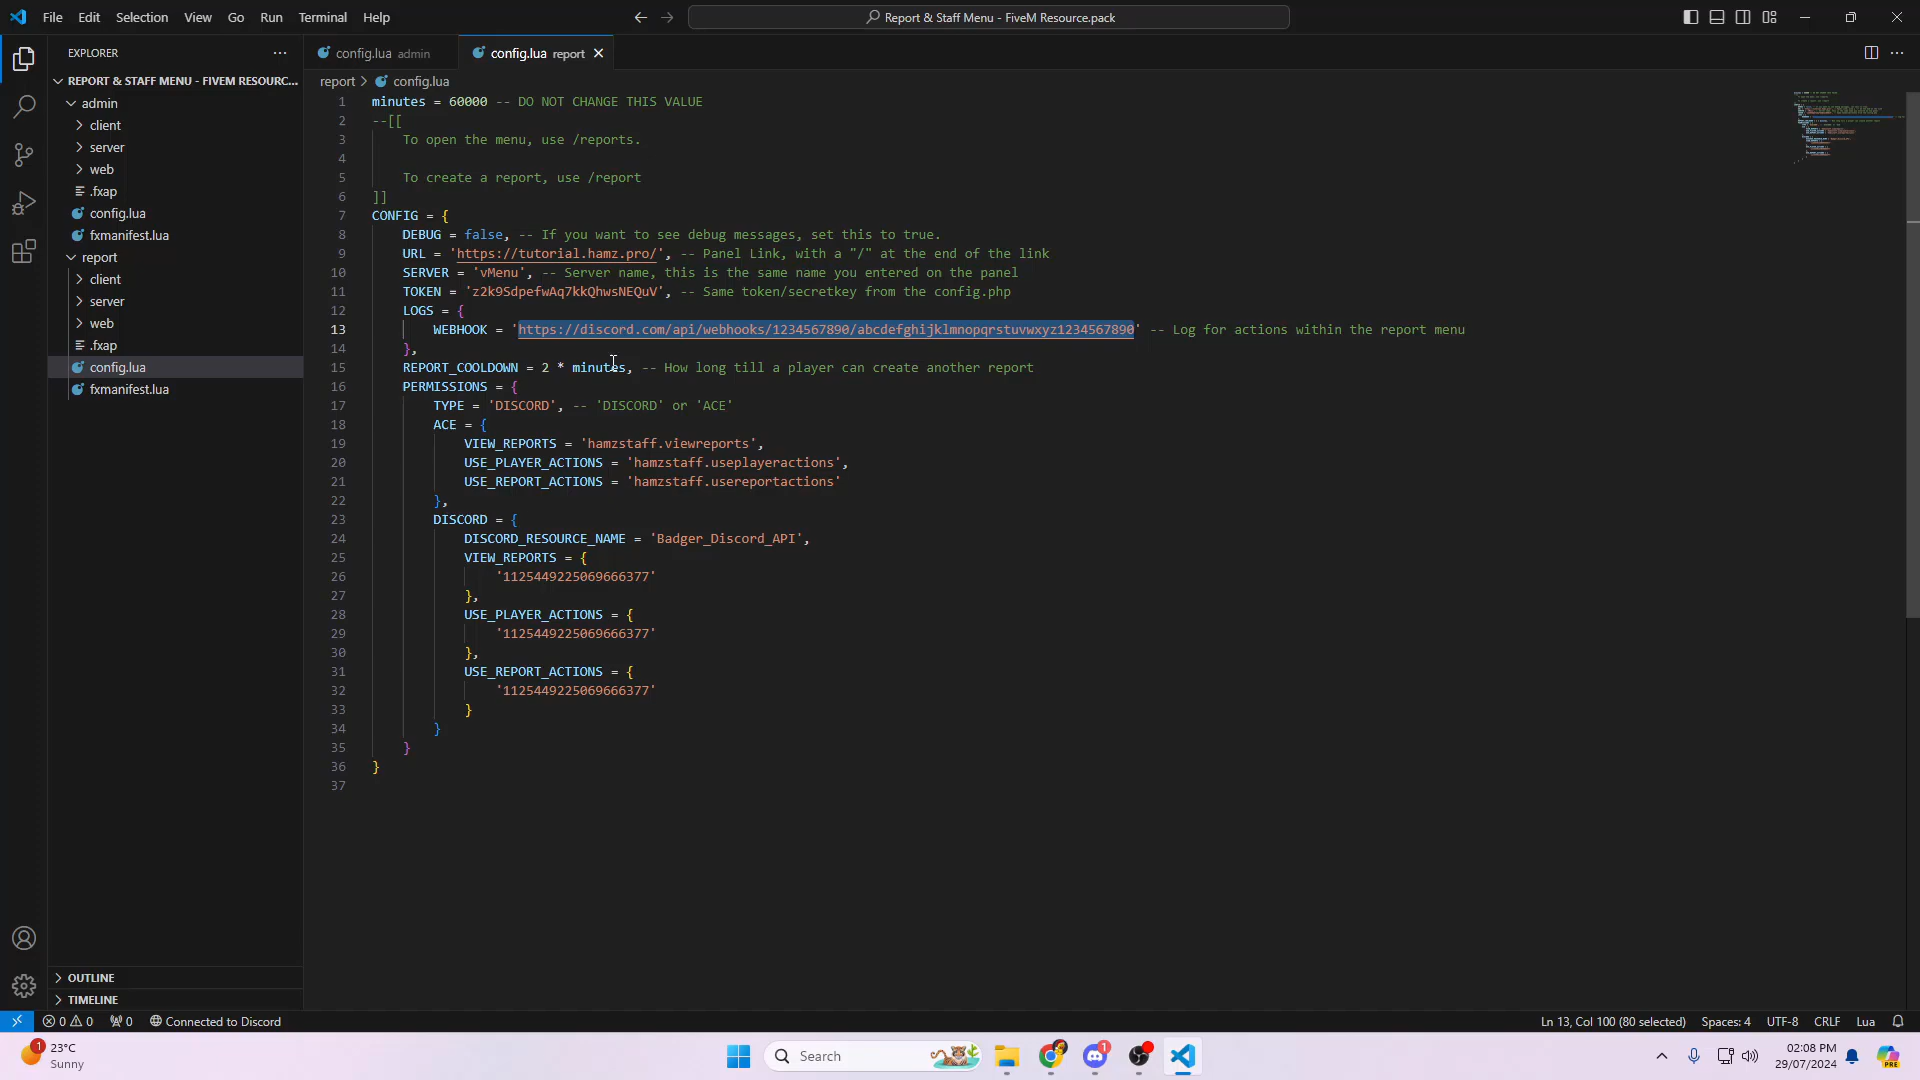 File Edit Selection View Go Run Terminal Help
Report & Staff Menu - FiveM Resource.pack
EXPLORER
REPORT & STAFF MENU - FIVEM RESOURC...
admin
client
server
web
.fxap
config.lua
fxmanifest.lua
report
client
server
web
.fxap
config.lua
fxmanifest.lua
OUTLINE
TIMELINE
config.lua admin
config.lua report
report > config.lua
1 minutes = 60000 -- DO NOT CHANGE THIS VALUE
2 --[[
3 To open the menu, use /reports.
4
5 To create a report, use /report
6 ]]
7 CONFIG = {
8 DEBUG = false, -- If you want to see debug messages, set this to true.
9 URL = 'https://tutorial.hamz.pro/', -- Panel Link, with a "/" at the end of the link
10 SERVER = 'vMenu', -- Server name, this is the same name you entered on the panel
11 TOKEN = 'z2k9SdpefwAq7kkQhwsNEQuV', -- Same token/secretkey from the config.php
12 LOGS = {
13 WEBHOOK = 'https://discord.com/api/webhooks/1234567890/abcdefghijklmnopqrstuvwxyz1234567890' -- Log for actions within the report menu
14 },
15 REPORT_COOLDOWN = 2 * minutes, -- How long till a player can create another report
16 PERMISSIONS = {
17 TYPE = 'DISCORD', -- 'DISCORD' or 'ACE'
18 ACE = {
19 VIEW_REPORTS = 'hamzstaff.viewreports',
20 USE_PLAYER_ACTIONS = 'hamzstaff.useplayeractions',
21 USE_REPORT_ACTIONS = 'hamzstaff.usereportactions'
22 },
23 DISCORD = {
24 DISCORD_RESOURCE_NAME = 'Badger_Discord_API',
25 VIEW_REPORTS = {
26 '1125449225069666377'
27 },
28 USE_PLAYER_ACTIONS = {
29 '1125449225069666377'
30 },
31 USE_REPORT_ACTIONS = {
32 '1125449225069666377'
33 }
34 }
35 }
36 }
37
0 0 0 Connected to Discord
Ln 13, Col 100 (80 selected) Spaces: 4 UTF-8 CRLF Lua
1 23°C
Sunny
Search
1
02:08 PM
29/07/2024
PRE